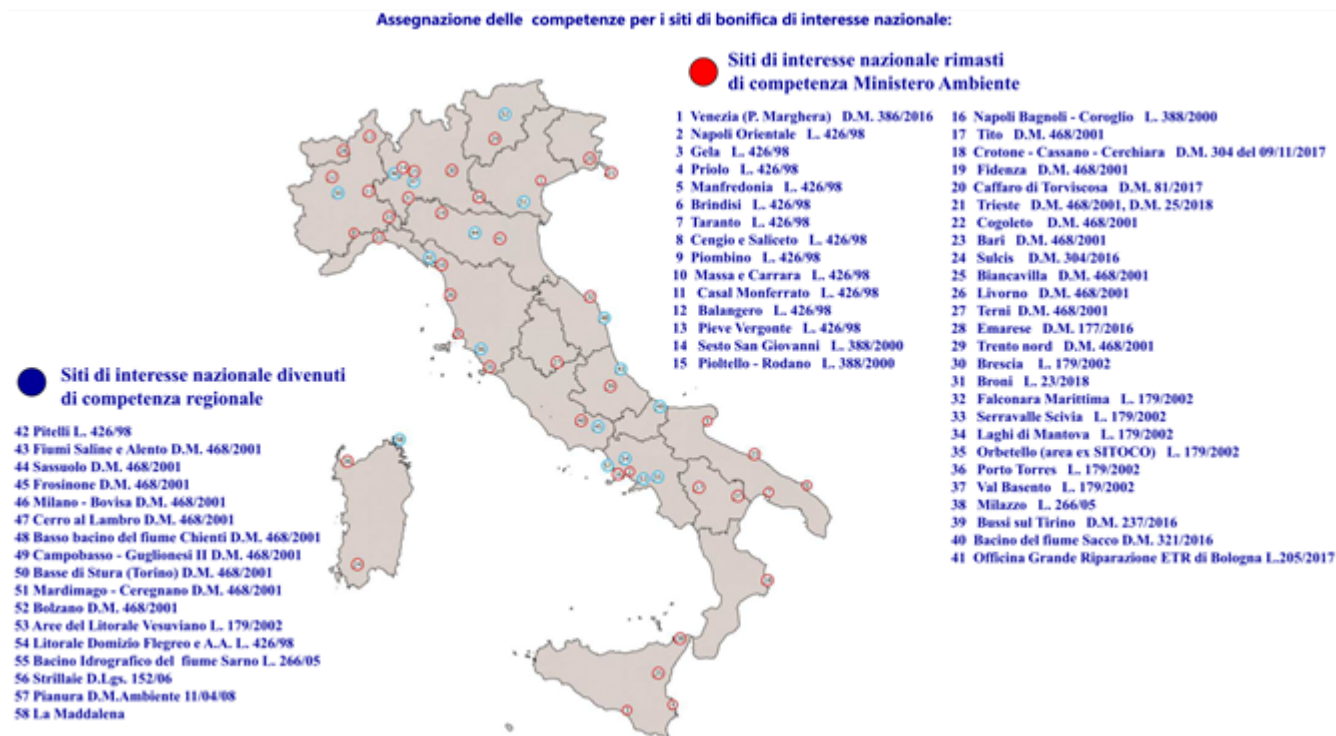 Assegnazione delle competenze per i siti di bonifica di interesse nazionale:
Siti di interesse nazionale rimasti
di competenza Ministero Ambiente
1 Venezia (P. Marghera) D.M. 386/2016
2 Napoli Orientale L. 426/98
3 Gela L. 426/98
4 Priolo L. 426/98
5 Manfredonia L. 426/98
6 Brindisi L. 426/98
7 Taranto L. 426/98
8 Cengio e Saliceto L. 426/98
9 Piombino L. 426/98
10 Massa e Carrara L. 426/98
11 Casal Monferrato L. 426/98
12 Balangero L. 426/98
13 Pieve Vergonte L. 426/98
14 Sesto San Giovanni L. 388/2000
15 Pioltello - Rodano L. 388/2000
16 Napoli Bagnoli - Coroglio L. 388/2000
17 Tito D.M. 468/2001
18 Crotone - Cassano - Cerchiara D.M. 304 del 09/11/2017
19 Fidenza D.M. 468/2001
20 Caffaro di Torviscosa D.M. 81/2017
21 Trieste D.M. 468/2001, D.M. 25/2018
22 Cogoleto D.M. 468/2001
23 Bari D.M. 468/2001
24 Sulcis D.M. 304/2016
25 Biancavilla D.M. 468/2001
26 Livorno D.M. 468/2001
27 Terni D.M. 468/2001
28 Emarese D.M. 177/2016
29 Trento nord D.M. 468/2001
30 Brescia L. 179/2002
31 Broni L. 23/2018
32 Falconara Marittima L. 179/2002
33 Serravalle Scivia L. 179/2002
34 Laghi di Mantova L. 179/2002
35 Orbetello (area ex SITOCO) L. 179/2002
36 Porto Torres L. 179/2002
37 Val Basento L. 179/2002
38 Milazzo L. 266/05
39 Bussi sul Tirino D.M. 237/2016
40 Bacino del fiume Sacco D.M. 321/2016
41 Officina Grande Riparazione ETR di Bologna L.205/2017
Siti di interesse nazionale divenuti
di competenza regionale
42 Pitelli L. 426/98
43 Fiumi Saline e Alento D.M. 468/2001
44 Sassuolo D.M. 468/2001
45 Frosinone D.M. 468/2001
46 Milano - Bovisa D.M. 468/2001
47 Cerro al Lambro D.M. 468/2001
48 Basso bacino del fiume Chienti D.M. 468/2001
49 Campobasso - Guglionesi II D.M. 468/2001
50 Basse di Stura (Torino) D.M. 468/2001
51 Mardimago - Ceregnano D.M. 468/2001
52 Bolzano D.M. 468/2001
53 Aree del Litorale Vesuviano L. 179/2002
54 Litorale Domizio Flegreo e A.A. L. 426/98
55 Bacino Idrografico del fiume Sarno L. 266/05
56 Strillaie D.Lgs. 152/06
57 Pianura D.M.Ambiente 11/04/08
58 La Maddalena